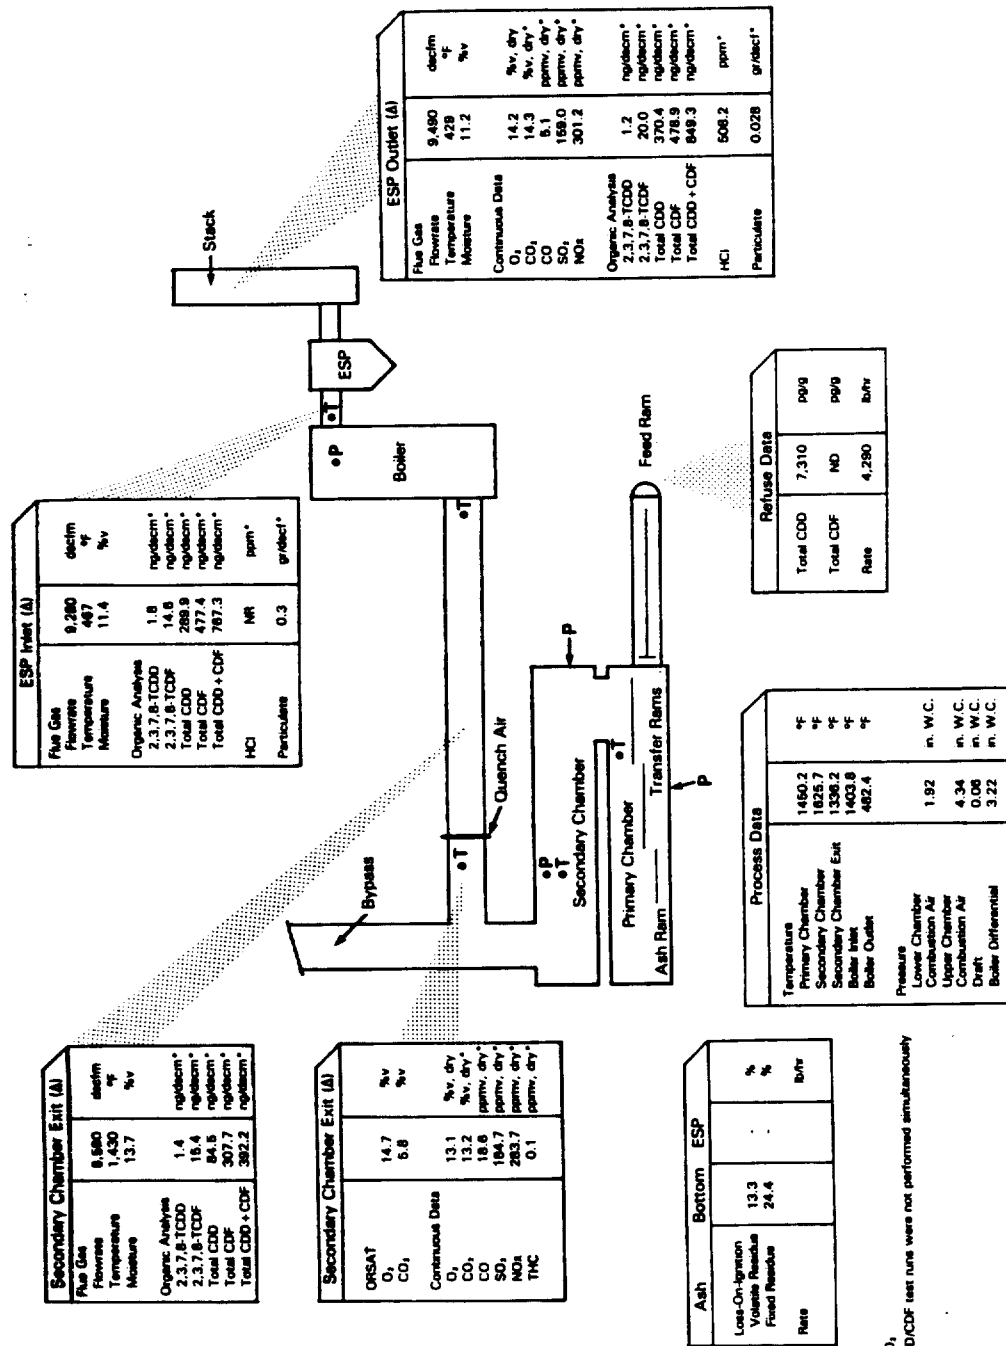 Secondary Chamber Exit (Δ)
Flue Gas
Flowrate 8,580 dscfm
Temperature 1,430 °F
Moisture 13.7 %v
Organic Analysis
2,3,7,8-TCDD 1.4 ng/dscm*
2,3,7,8-TCDF 15.4 ng/dscm*
Total CDD 84.5 ng/dscm*
Total CDF 307.7 ng/dscm*
Total CDD + CDF 392.2 ng/dscm*
ESP Inlet (Δ)
Flue Gas
Flowrate 9,260 dscfm
Temperature 467 °F
Moisture 11.4 %v
Organic Analysis
2,3,7,8-TCDD 1.8 ng/dscm*
2,3,7,8-TCDF 14.6 ng/dscm*
Total CDD 289.9 ng/dscm*
Total CDF 477.4 ng/dscm*
Total CDD + CDF 767.3 ng/dscm*
HCl NR ppm*
Particulate 0.3 gr/dscf*
Secondary Chamber Exit (Δ)
ORSAT
O₂ 14.7 %v
CO₂ 5.8 %v
Continuous Data
O₂ 13.1 %v, dry
CO₂ 13.2 %v, dry*
CO 18.6 ppmv, dry*
SO₂ 184.7 ppmv, dry*
NOx 283.7 ppmv, dry*
THC 0.1 ppmv, dry*
Bypass
Quench Air
T
T
Boiler
P
T
ESP
Stack
ESP Outlet (Δ)
Flue Gas
Flowrate 9,490 dscfm
Temperature 429 °F
Moisture 11.2 %v
Continuous Data
O₂ 14.2 %v, dry
CO₂ 14.3 %v, dry*
CO 5.1 ppmv, dry*
SO₂ 159.0 ppmv, dry*
NOx 301.2 ppmv, dry*
Organic Analysis
2,3,7,8-TCDD 1.2 ng/dscm*
2,3,7,8-TCDF 20.0 ng/dscm*
Total CDD 370.4 ng/dscm*
Total CDF 478.9 ng/dscm*
Total CDD + CDF 849.3 ng/dscm*
HCl 508.2 ppm*
Particulate 0.028 gr/dscf*
P
T
Secondary Chamber
P
Primary Chamber
T
Ash Ram
Transfer Rams
P
Feed Ram
Ash Bottom ESP
Loss-On-Ignition
Volatile Residue 13.3 - %
Fixed Residue 24.4 - %
Rate lb/hr
Process Data
Temperature
Primary Chamber 1450.2 °F
Secondary Chamber 1625.7 °F
Secondary Chamber Exit 1336.2 °F
Boiler Inlet 1403.8 °F
Boiler Outlet 482.4 °F
Pressure
Lower Chamber
Combustion Air 1.92 in. W.C.
Upper Chamber
Combustion Air 4.34 in. W.C.
Draft 0.06 in. W.C.
Boiler Differential 3.22 in. W.C.
Refuse Data
Total CDD 7,310 pg/g
Total CDF ND pg/g
Rate 4,290 lb/hr
O₂
D/CDF test runs were not performed simultaneously